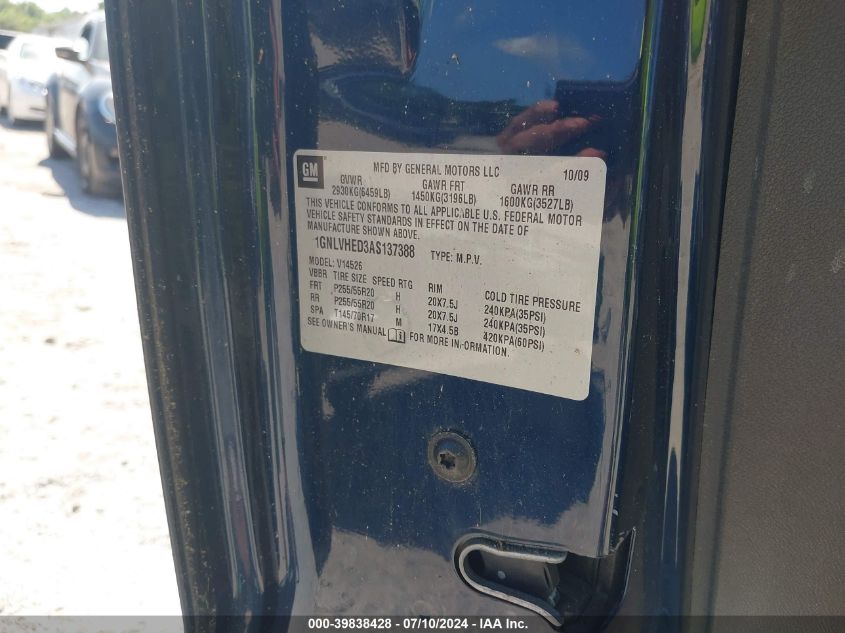 GM
MFD BY GENERAL MOTORS LLC 10/09
GVWR GAWR FRT GAWR RR
2930KG(6459LB) 1450KG(3196LB) 1600KG(3527LB)
THIS VEHICLE CONFORMS TO ALL APPLICABLE U.S. FEDERAL MOTOR
VEHICLE SAFETY STANDARDS IN EFFECT ON THE DATE OF
MANUFACTURE SHOWN ABOVE.
1GNLVHED3AS137388 TYPE: M.P.V.
MODEL: V14526
VBBR TIRE SIZE SPEED RTG RIM COLD TIRE PRESSURE
FRT P255/55R20 H 20X7.5J 240KPA(35PSI)
RR P255/55R20 H 20X7.5J 240KPA(35PSI)
SPA T145/70R17 M 17X4.5B 420KPA(60PSI)
SEE OWNER'S MANUAL FOR MORE INFORMATION.
000-39838428 - 07/10/2024 - IAA Inc.